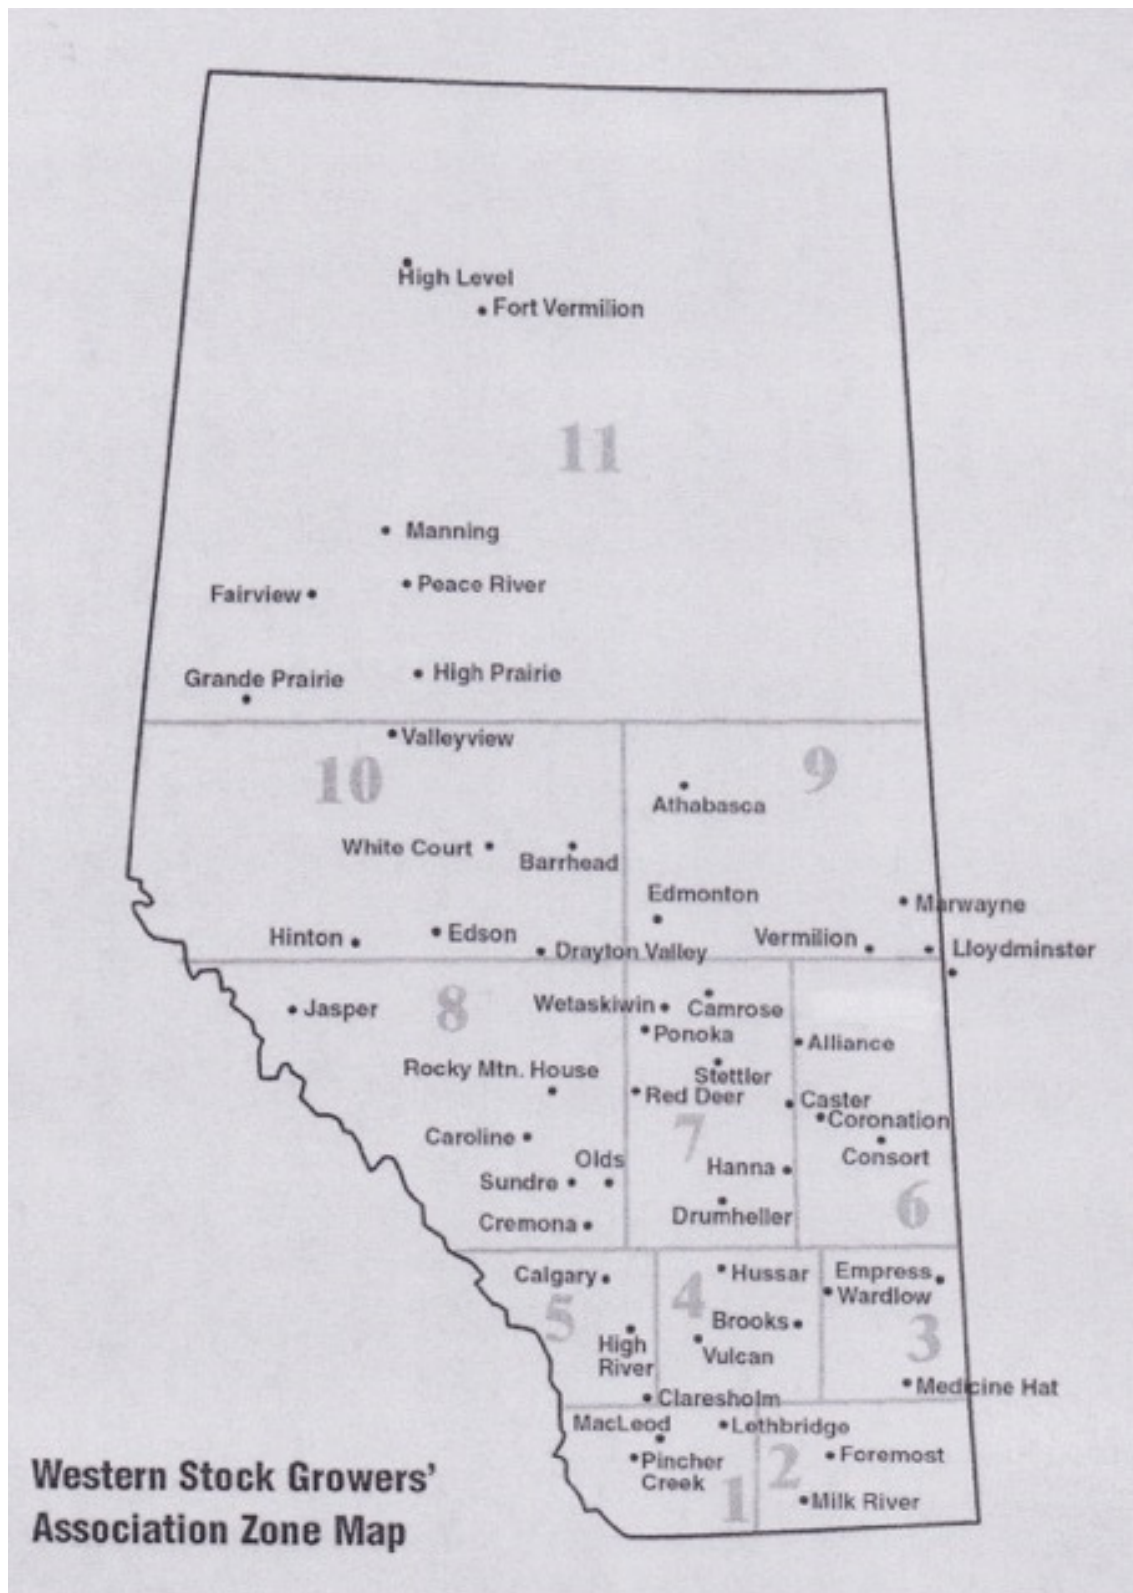 High Level
Fort Vermilion
11
Manning
Peace River
Fairview
High Prairie
Grande Prairie
Valleyview
10
9
Athabasca
White Court
Barrhead
Edmonton
Marwayne
Hinton
Edson
Drayton Valley
Vermilion
Lloydminster
Jasper
8
Wetaskiwin
Camrose
Ponoka
Alliance
Rocky Mtn. House
Stettler
Red Deer
Caster
Coronation
Caroline
7
Consort
Olds
Hanna
Sundre
6
Cremona
Drumheller
Calgary
Hussar
Empress
Wardlow
5
4
Brooks
3
High
River
Vulcan
Medicine Hat
Claresholm
MacLeod
Lethbridge
Foremost
Pincher
Creek
2
1
Milk River
Western Stock Growers'
Association Zone Map